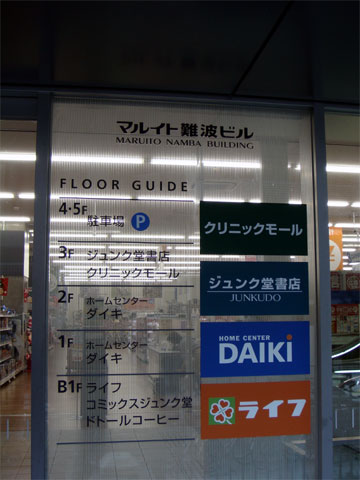 マルイト難波ビル
MARUITO NAMBA BUILDING
FLOOR GUIDE
4・5F 駐車場 P
3F ジュンク堂書店
クリニックモール
2F ホームセンター
ダイキ
1F ホームセンター
ダイキ
B1F ライフ
コミックスジュンク堂
ドトールコーヒー
クリニックモール
ジュンク堂書店
JUNKUDO
HOME CENTER
DAIKI
ライフ